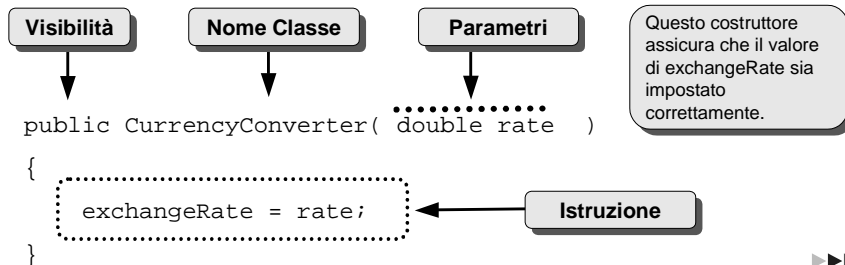 Visibilità
Nome Classe
Parametri
Questo costruttore
assicura che il valore
di exchangeRate sia
impostato
correttamente.
public CurrencyConverter( double rate )
{
exchangeRate = rate;
Istruzione
}